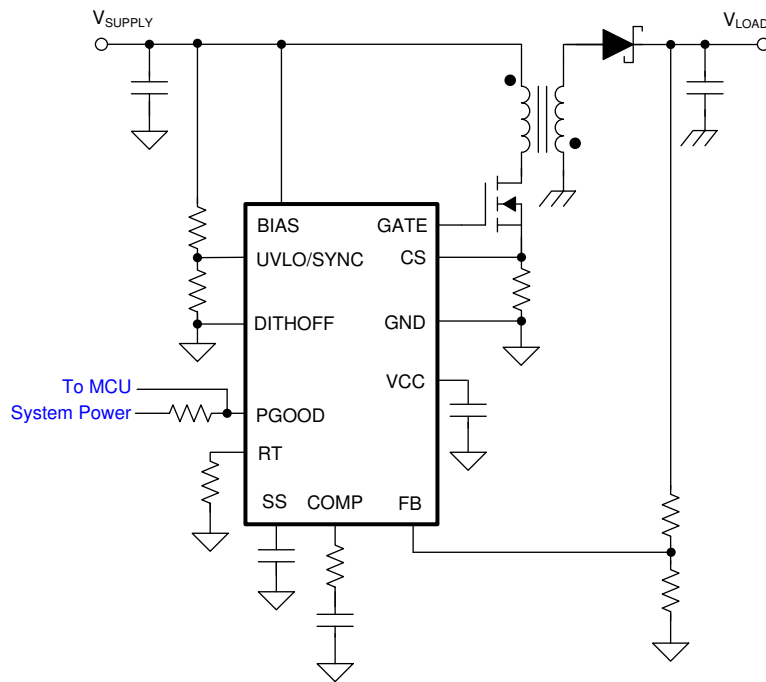 VSUPPLY
VLOAD
BIAS
GATE
UVLO/SYNC
CS
DITHOFF
GND
VCC
To MCU
System Power
PGOOD
RT
SS
COMP
FB